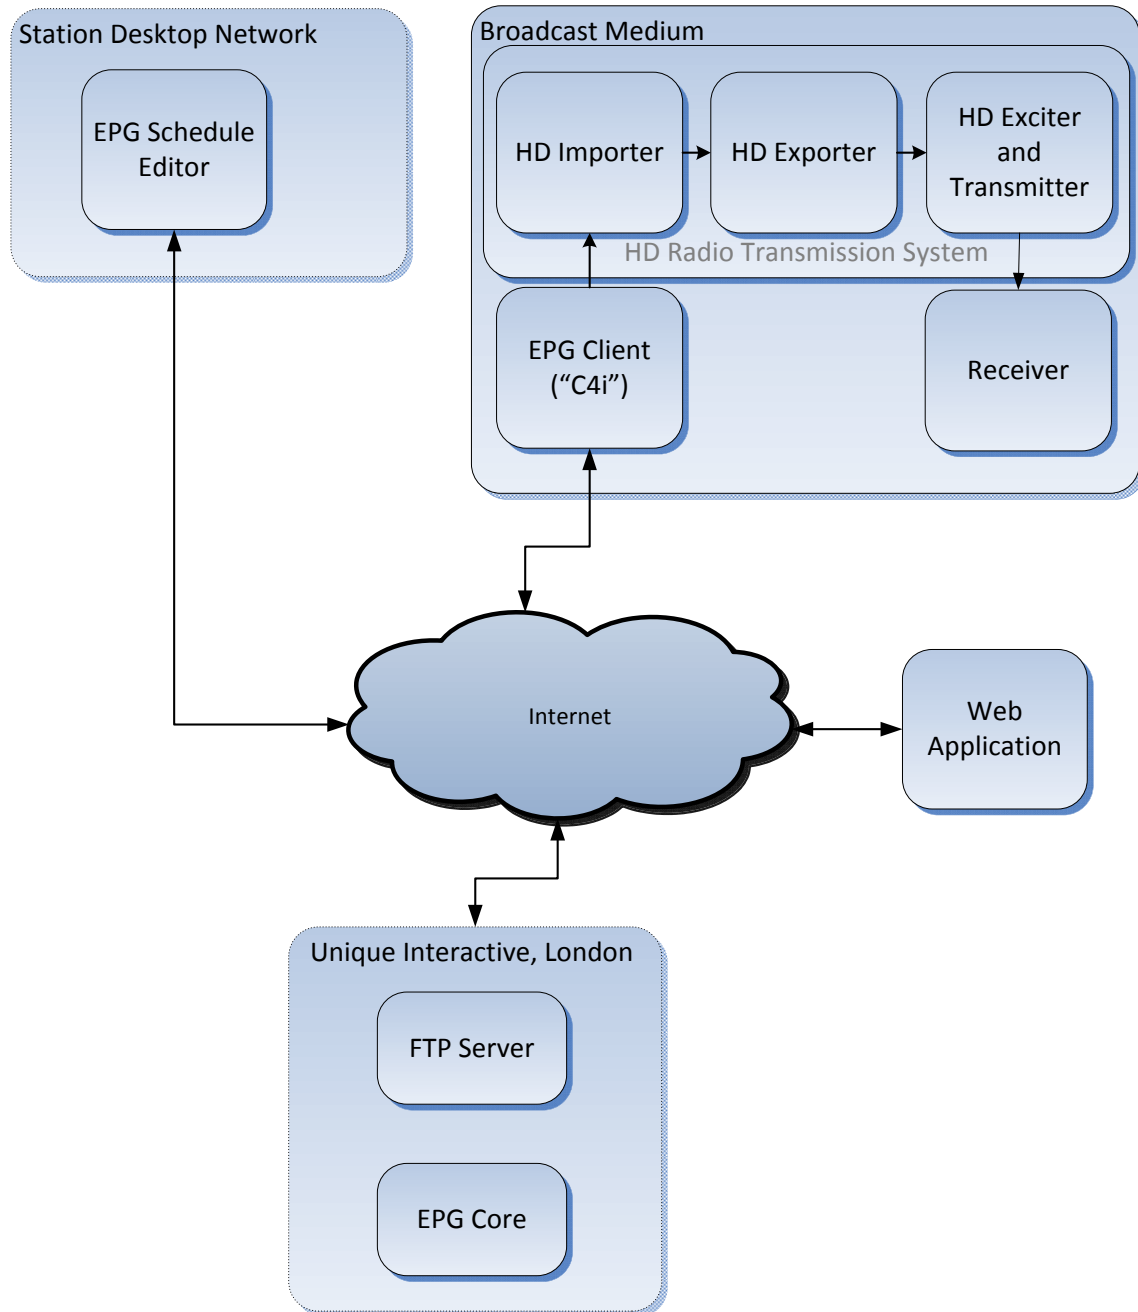 Station Desktop Network
EPG Schedule
Editor
Broadcast Medium
HD Importer
HD Exporter
HD Exciter
and
Transmitter
HD Radio Transmission System
EPG Client
(“C4i”)
Receiver
Internet
Web
Application
Unique Interactive, London
FTP Server
EPG Core